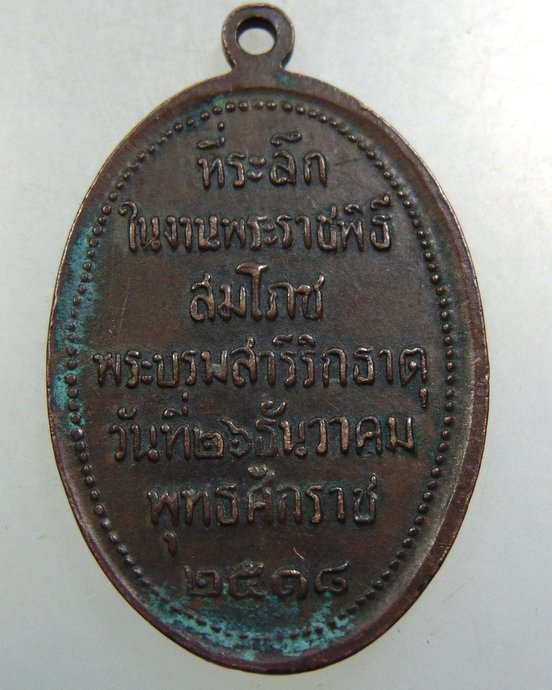 ที่ระลึก
ในงานพระราชพิธี
สมโภช
พระบรมสารีริกธาตุ
วันที่๒๖ธันวาคม
พุทธศักราช
๒๕๑๘